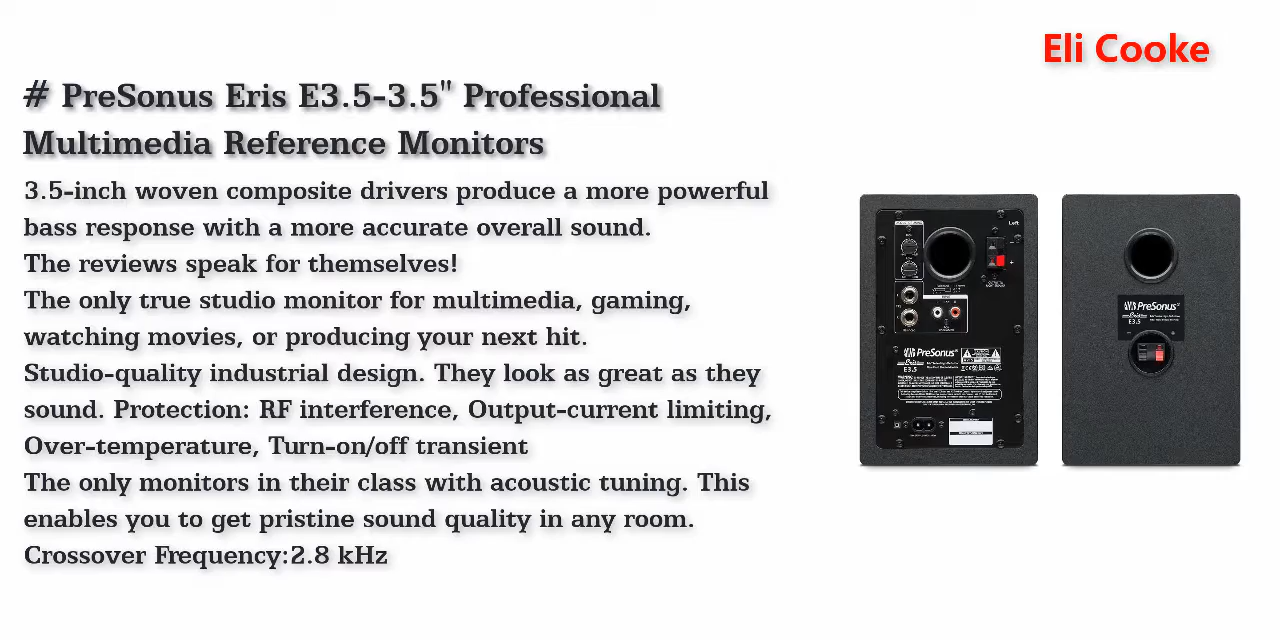 Eli Cooke
# PreSonus Eris E3.5-3.5" Professional
Multimedia Reference Monitors
3.5-inch woven composite drivers produce a more powerful
bass response with a more accurate overall sound.
The reviews speak for themselves!
The only true studio monitor for multimedia, gaming,
watching movies, or producing your next hit.
Studio-quality industrial design. They look as great as they
sound. Protection: RF interference, Output-current limiting,
Over-temperature, Turn-on/off transient
The only monitors in their class with acoustic tuning. This
enables you to get pristine sound quality in any room.
Crossover Frequency:2.8 kHz
Left
PreSonus
Eris
E3.5
PreSonus
Eris
E3.5